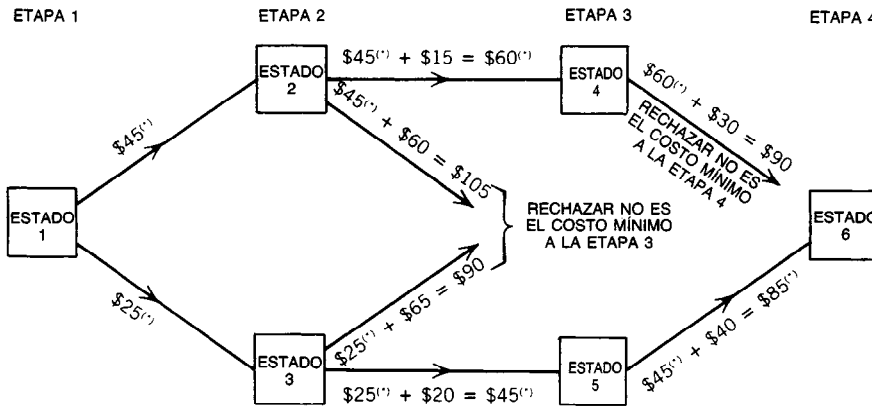 ETAPA 1
ETAPA 2
ETAPA 3
ETAPA 4
ESTADO
1
$45(*)
$25(*)
ESTADO
2
$45(*) + $15 = $60(*)
$45(*) + $60 = $105
ESTADO
3
$25(*) + $65 = $90
$25(*) + $20 = $45(*)
RECHAZAR NO ES
EL COSTO MÍNIMO
A LA ETAPA 3
ESTADO
4
$60(*) + $30 = $90
RECHAZAR NO ES
EL COSTO MÍNIMO
A LA ETAPA 4
ESTADO
5
$45(*) + $40 = $85(*)
ESTADO
6